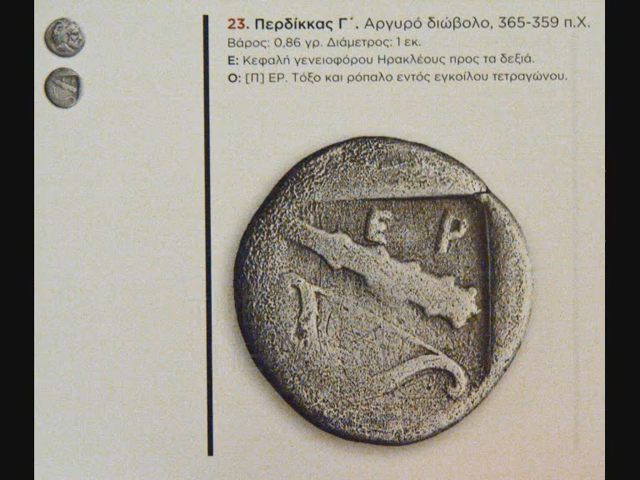 23. Περδίκκας Γ΄. Αργυρό διώβολο, 365-359 π.Χ.
Βάρος: 0,86 γρ. Διάμετρος: 1 εκ.
Ε: Κεφαλή γενειοφόρου Ηρακλέους προς τα δεξιά.
Ο: [Π] ΕΡ. Τόξο και ρόπαλο εντός εγκοίλου τετραγώνου.
Ε Ρ